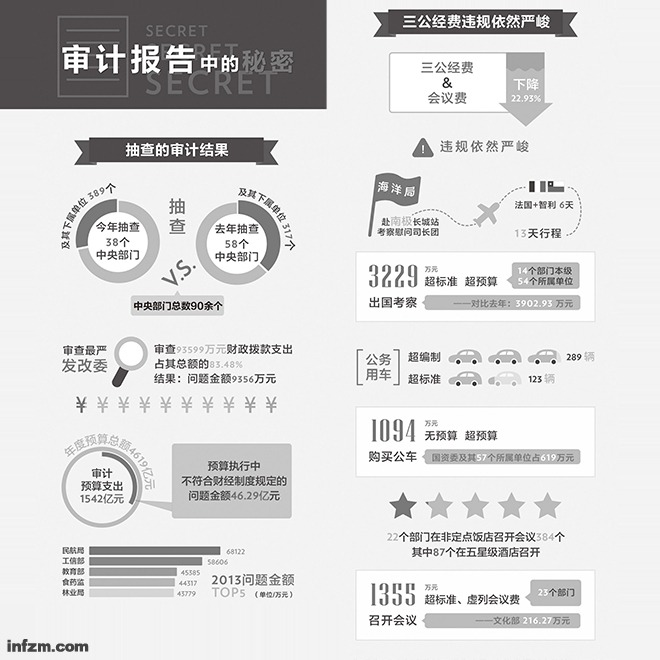 SECRET
SECRET
SECRET
审计报告中的秘密
抽查的审计结果
及其下属单位 389个
今年抽查
38个
中央部门
抽查
V.S.
及其下属单位 317个
去年抽查
58个
中央部门
中央部门总数90余个
审查最严
发改委
审查93599万元财政拨款支出
占其总额的83.48%
结果：问题金额9356万元
¥ ¥ ¥ ¥ ¥ ¥ ¥ ¥ ¥ ¥
年度预算总额4619亿元
审计
预算支出
1542亿元
预算执行中
不符合财经制度规定的
问题金额46.29亿元
民航局 68122
工信部 58606
教育部 45385
食药监 44317
林业局 43779
2013问题金额
TOP5 （单位/万元）
三公经费违规依然严峻
三公经费
&
会议费
下降
22.93%
违规依然严峻
海洋局
赴南极长城站
考察慰问司长团
法国+智利 6天
13天行程
3229 万元 超标准 超预算
出国考察
14个部门本级
54个所属单位
——对比去年：3902.93 万元
公务
用车
超编制 289 辆
超标准 123 辆
1094 万元 无预算 超预算
购买公车
国资委及其57个所属单位占619万元
22个部门在非定点饭店召开会议384个
其中87个在五星级酒店召开
1355 万元 超标准、虚列会议费
召开会议
23个部门
——文化部 216.27万元
infzm.com